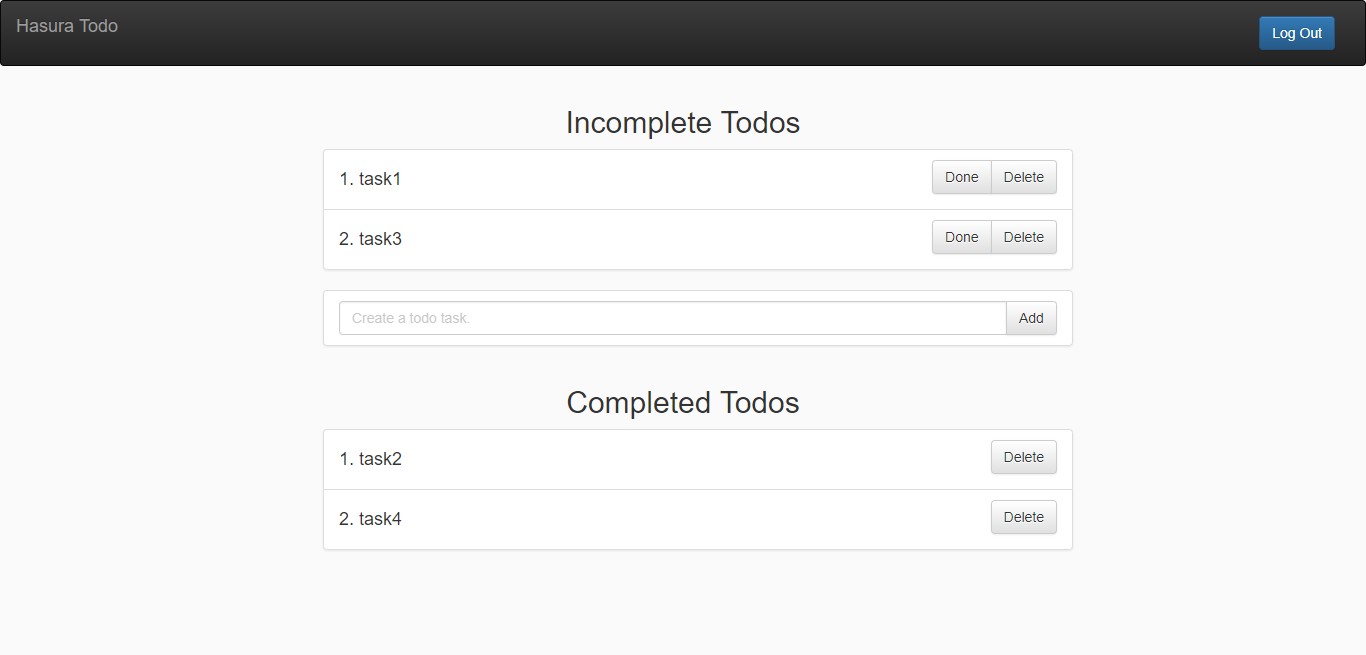 Hasura Todo
Log Out
Incomplete Todos
1. task1 Done Delete
2. task3 Done Delete
Create a todo task. Add
Completed Todos
1. task2 Delete
2. task4 Delete